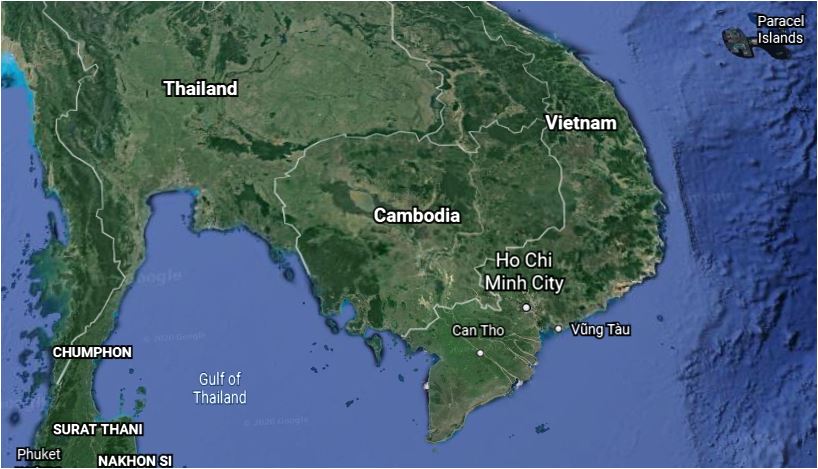 Paracel
Islands
Thailand
Vietnam
Cambodia
Ho Chi
Minh City
Can Tho
Vũng Tàu
CHUMPHON
Gulf of
Thailand
© 2020 Google
© 2020 Google
SURAT THANI
Phuket
NAKHON SI